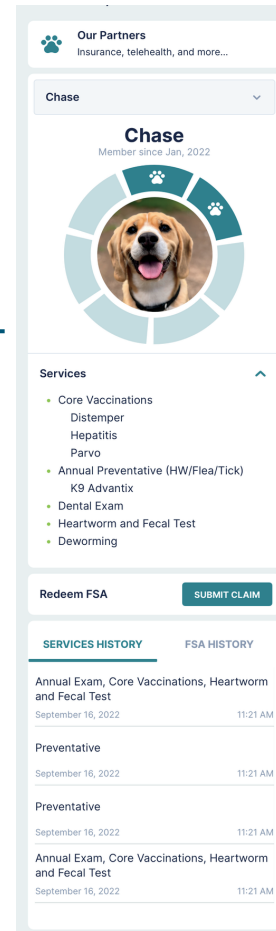 Our Partners
Insurance, telehealth, and more...
Chase
Chase
Member since Jan, 2022
Services
Core Vaccinations
Distemper
Hepatitis
Parvo
Annual Preventative (HW/Flea/Tick)
K9 Advantix
Dental Exam
Heartworm and Fecal Test
Deworming
Redeem FSA
SUBMIT CLAIM
SERVICES HISTORY FSA HISTORY
Annual Exam, Core Vaccinations, Heartworm
and Fecal Test
September 16, 2022 11:21 AM
Preventative
September 16, 2022 11:21 AM
Preventative
September 16, 2022 11:21 AM
Annual Exam, Core Vaccinations, Heartworm
and Fecal Test
September 16, 2022 11:21 AM